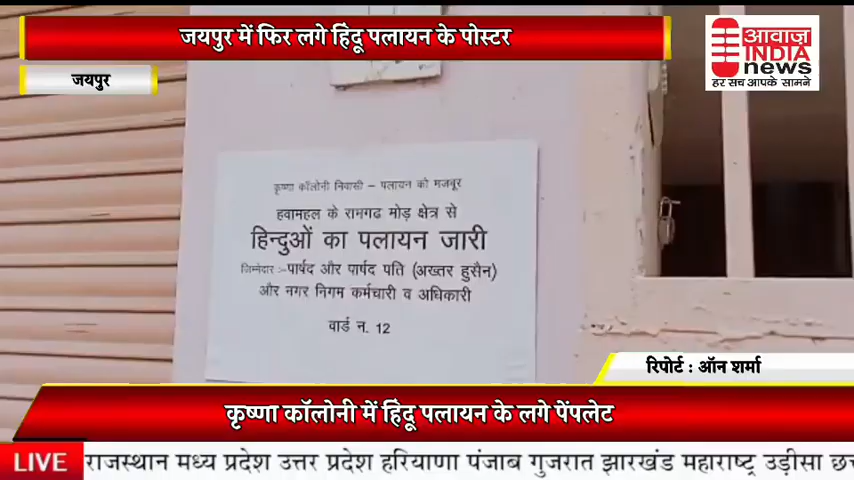 जयपुर में फिर लगे हिंदू पलायन के पोस्टर
जयपुर
आवाज़
INDIA
news
हर सच आपके सामने
कृष्णा कॉलोनी निवासी – पलायन को मजबूर
हवामहल के रामगढ मोड़ क्षेत्र से
हिन्दुओं का पलायन जारी
जिम्मेदार :-पार्षद और पार्षद पति (अख्तर हुसैन)
और नगर निगम कर्मचारी व अधिकारी
वार्ड न. 12
रिपोर्ट : ऑन शर्मा
कृष्णा कॉलोनी में हिंदू पलायन के लगे पेंपलेट
LIVE राजस्थान मध्य प्रदेश उत्तर प्रदेश हरियाणा पंजाब गुजरात झारखंड महाराष्ट्र उड़ीसा